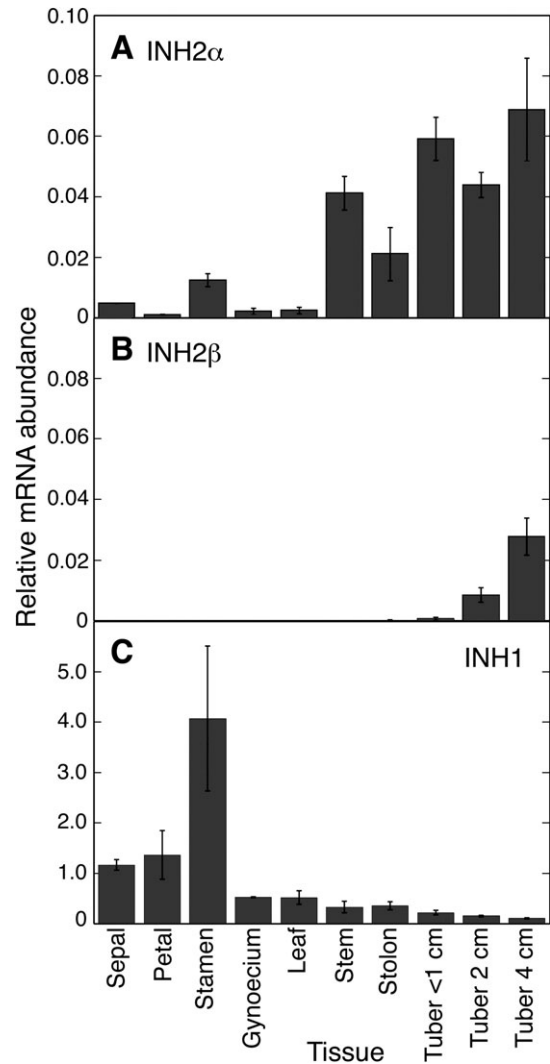 Relative mRNA abundance
A INH2α
0.10
0.08
0.06
0.04
0.02
0
B INH2β
0.08
0.06
0.04
0.02
0
C INH1
5.0
4.0
3.0
2.0
1.0
0
Sepal
Petal
Stamen
Gynoecium
Leaf
Stem
Stolon
Tuber <1 cm
Tuber 2 cm
Tuber 4 cm
Tissue